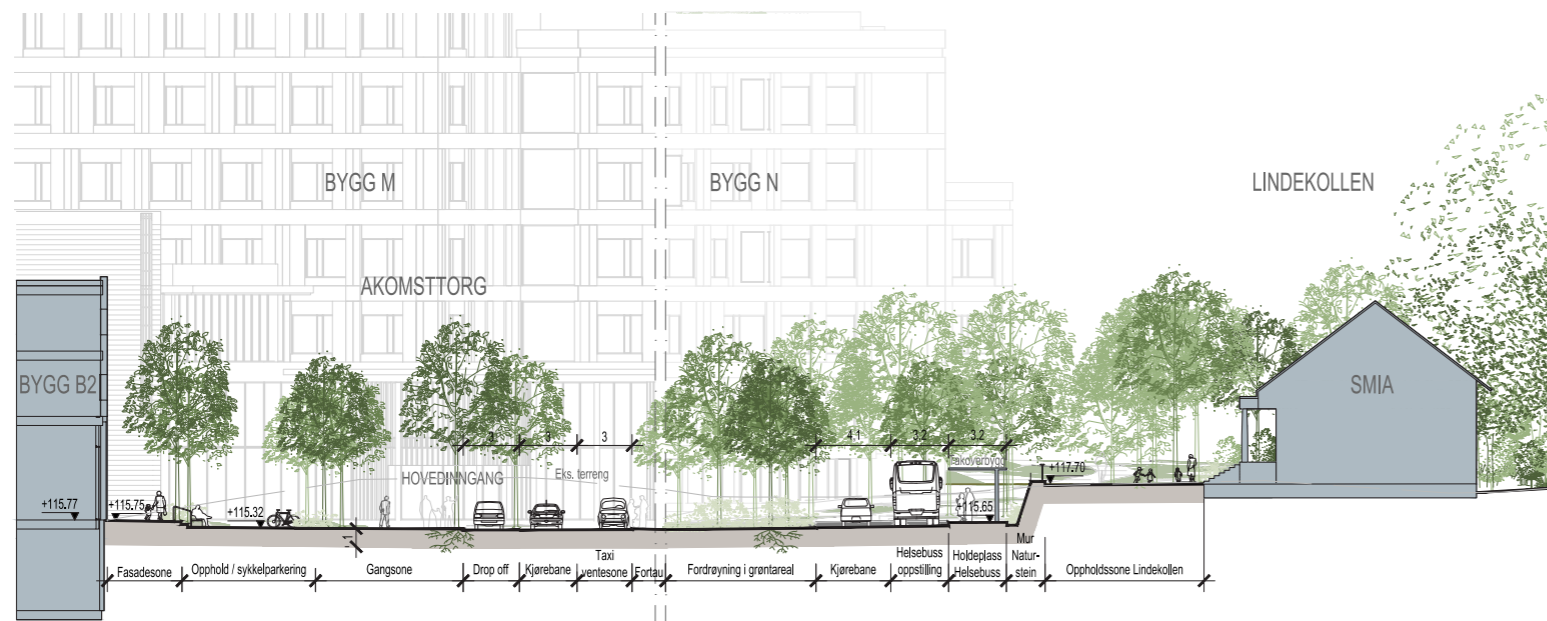 BYGG M
BYGG N
LINDEKOLLEN
AKOMSTTORG
BYGG B2
SMIA
3
3
3
4,1
3,2
3,2
HOVEDINNGANG
Eks. terreng
+117.70
+115.77
+115.75
+115.32
+115.65
Fasadesone
Opphold / sykkelparkering
Gangsone
Drop off
Kjørebane
Taxi
ventesone
Fortau
Fordrøyning i grøntareal
Kjørebane
Helsebuss
oppstilling
Holdeplass
Helsebuss
Mur
Natur-
stein
Oppholdssone Lindekollen